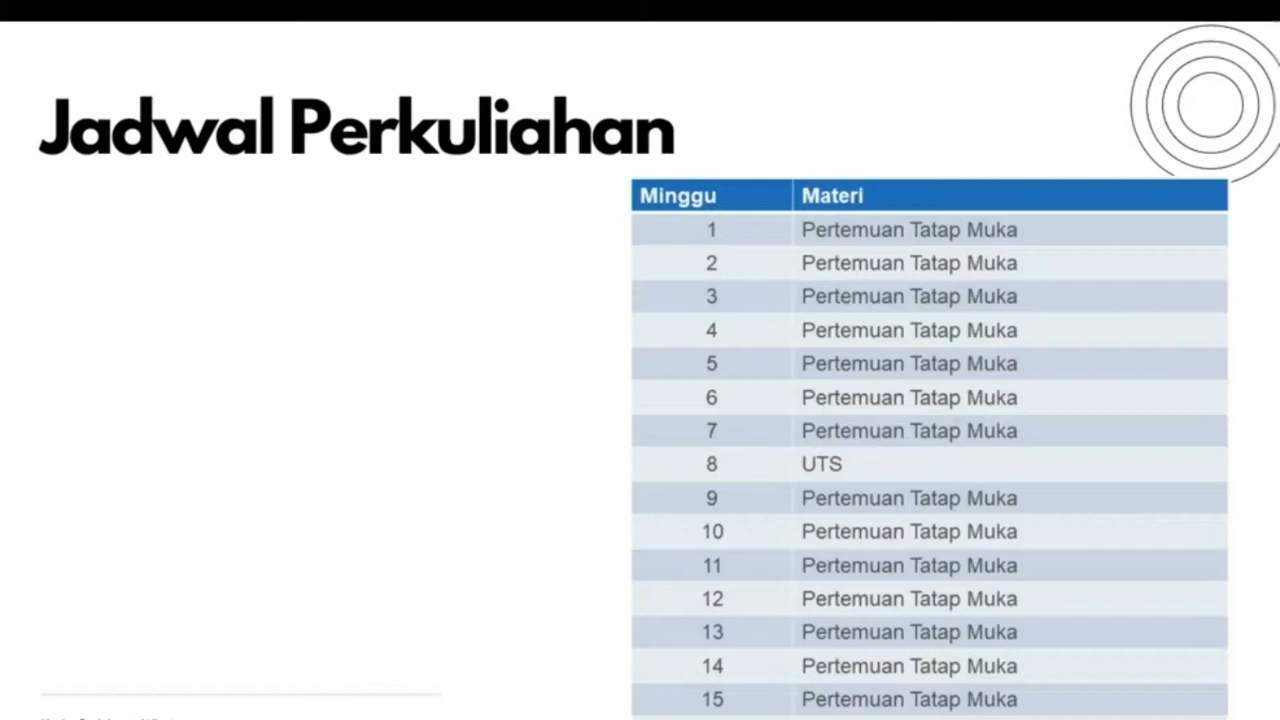 Jadwal Perkuliahan
Minggu Materi
1 Pertemuan Tatap Muka
2 Pertemuan Tatap Muka
3 Pertemuan Tatap Muka
4 Pertemuan Tatap Muka
5 Pertemuan Tatap Muka
6 Pertemuan Tatap Muka
7 Pertemuan Tatap Muka
8 UTS
9 Pertemuan Tatap Muka
10 Pertemuan Tatap Muka
11 Pertemuan Tatap Muka
12 Pertemuan Tatap Muka
13 Pertemuan Tatap Muka
14 Pertemuan Tatap Muka
15 Pertemuan Tatap Muka